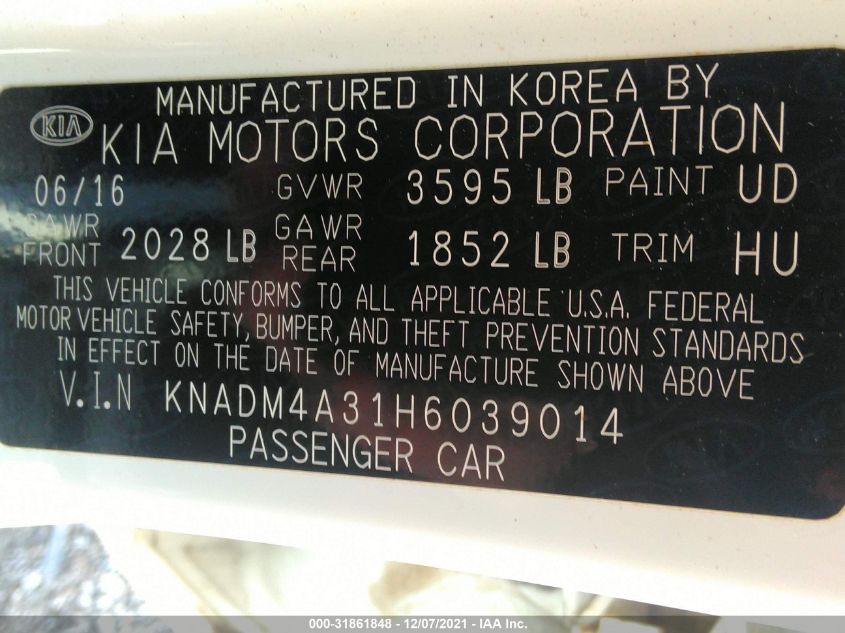 MANUFACTURED IN KOREA BY
KIA KIA MOTORS CORPORATION
06/16 GVWR 3595 LB PAINT UD
GAWR FRONT 2028 LB GAWR REAR 1852 LB TRIM HU
THIS VEHICLE CONFORMS TO ALL APPLICABLE U.S.A. FEDERAL
MOTOR VEHICLE SAFETY, BUMPER, AND THEFT PREVENTION STANDARDS
IN EFFECT ON THE DATE OF MANUFACTURE SHOWN ABOVE
V.I.N KNADM4A31H6039014
PASSENGER CAR
000-31861848 - 12/07/2021 - IAA Inc.